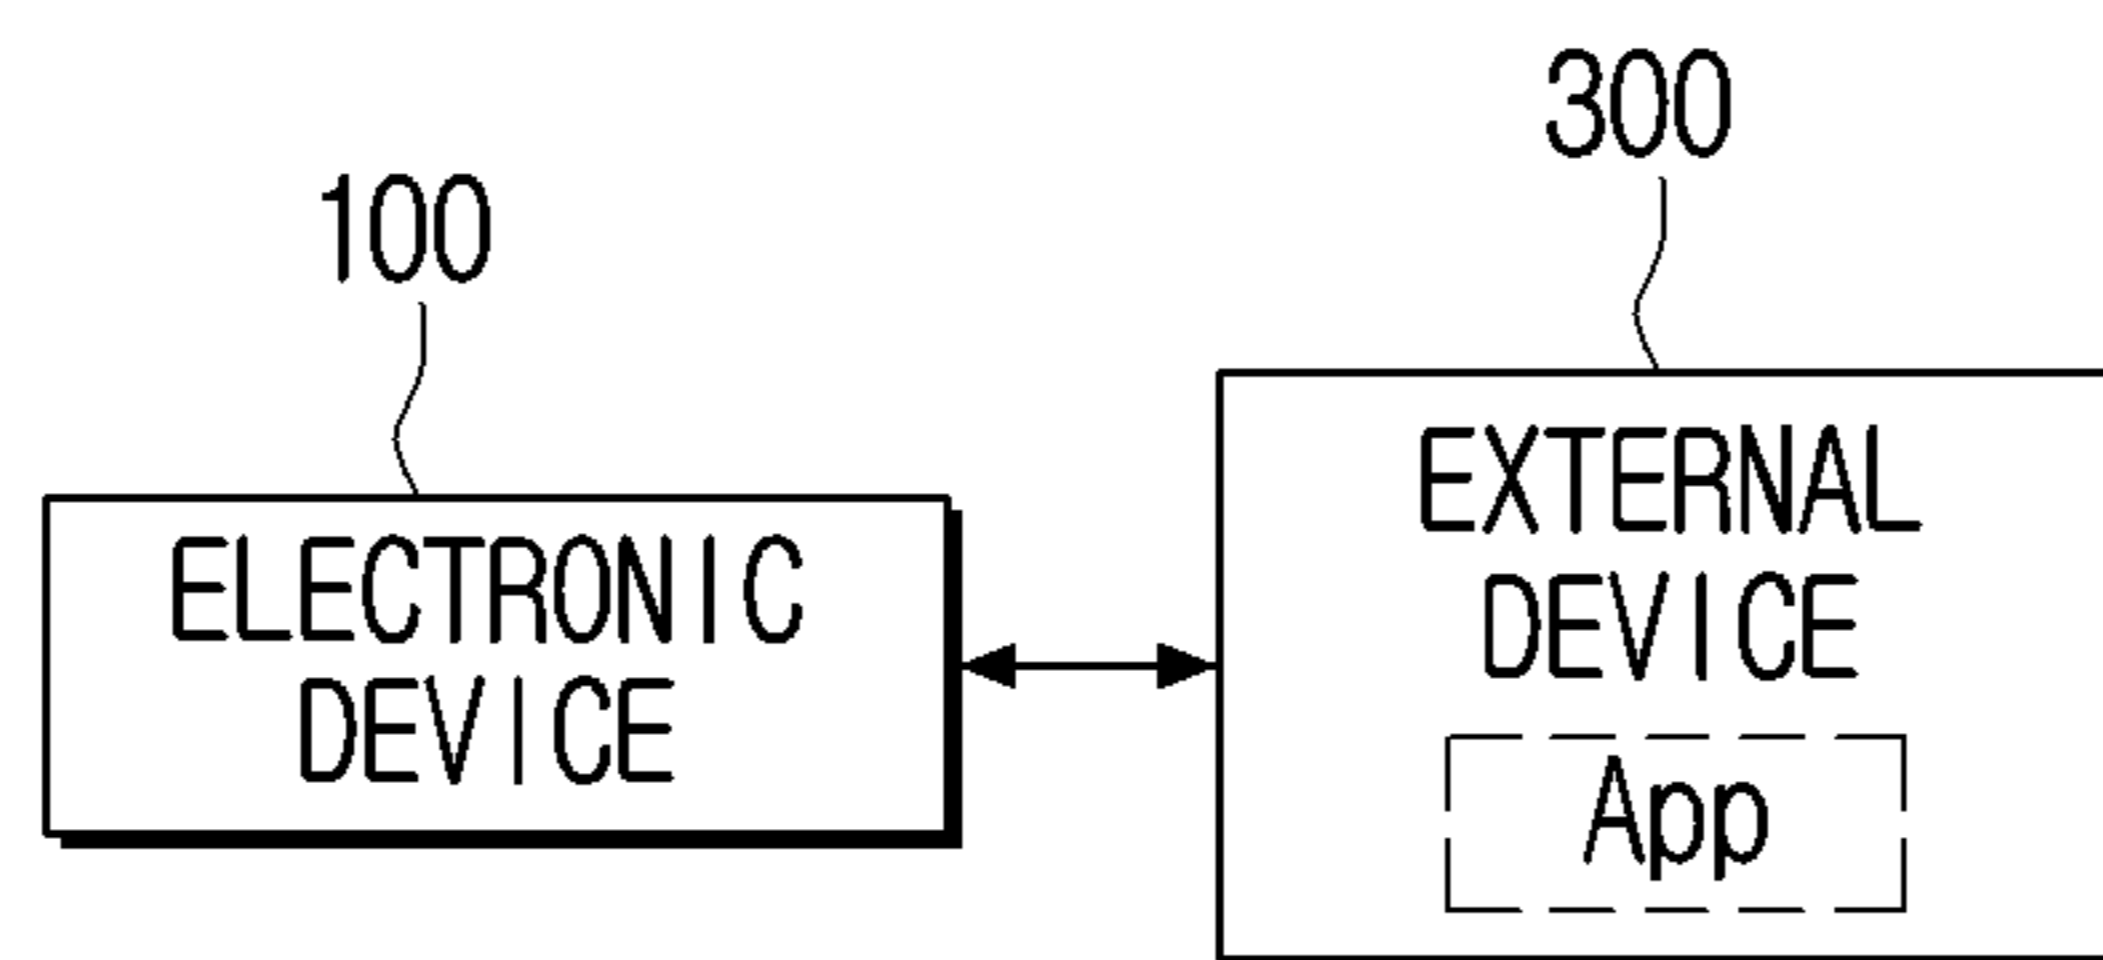 300
100
ELECTRONIC
DEVICE
EXTERNAL
DEVICE
App